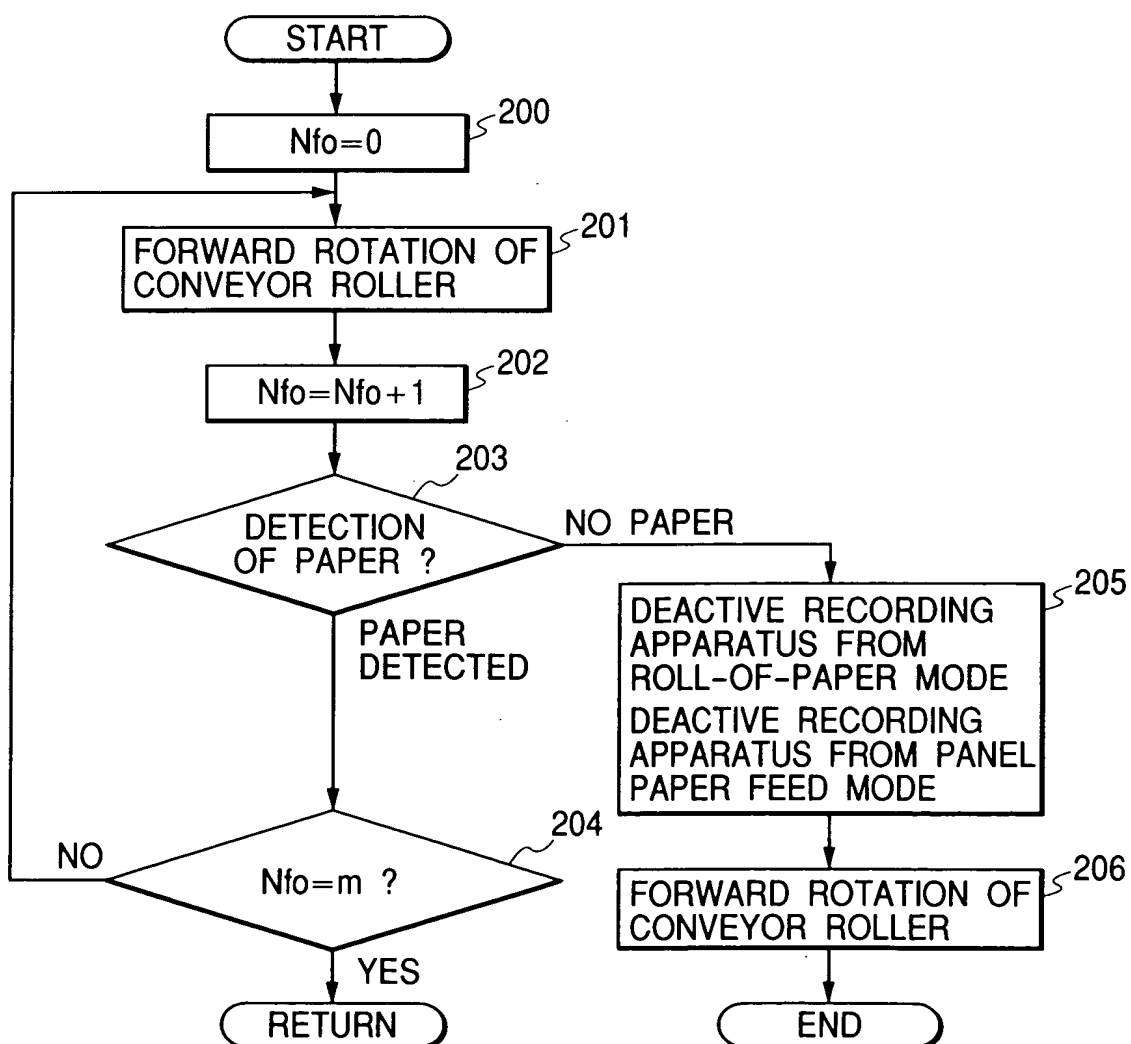 START
200
Nfo=0
201
FORWARD ROTATION OF
CONVEYOR ROLLER
202
Nfo=Nfo+1
203
DETECTION
OF PAPER ?
NO PAPER
PAPER
DETECTED
205
DEACTIVE RECORDING
APPARATUS FROM
ROLL-OF-PAPER MODE
DEACTIVE RECORDING
APPARATUS FROM PANEL
PAPER FEED MODE
204
NO
Nfo=m ?
YES
206
FORWARD ROTATION OF
CONVEYOR ROLLER
RETURN
END